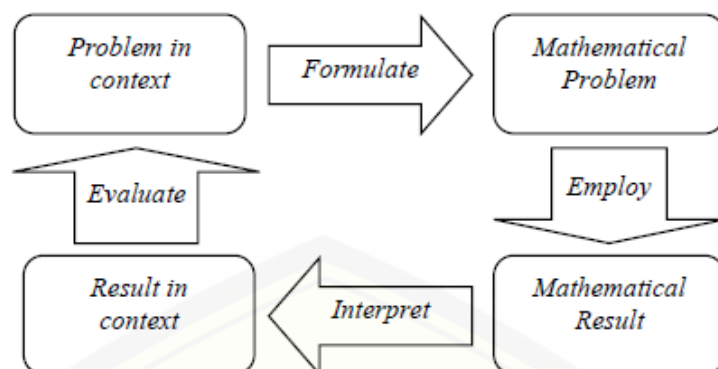 Problem in
context
Formulate
Mathematical
Problem
Evaluate
Employ
Result in
context
Interpret
Mathematical
Result